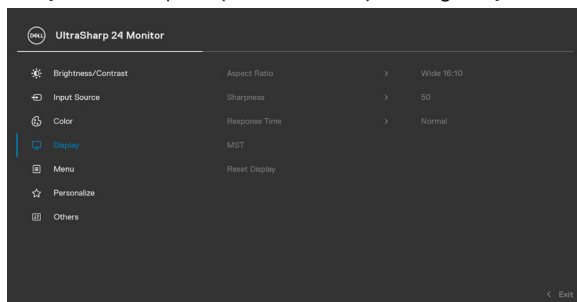 DELL UltraSharp 24 Monitor
Brightness/Contrast Aspect Ratio > Wide 16:10
Input Source Sharpness > 50
Color Response Time > Normal
Display MST
Menu Reset Display
Personalize
Others
< Exit